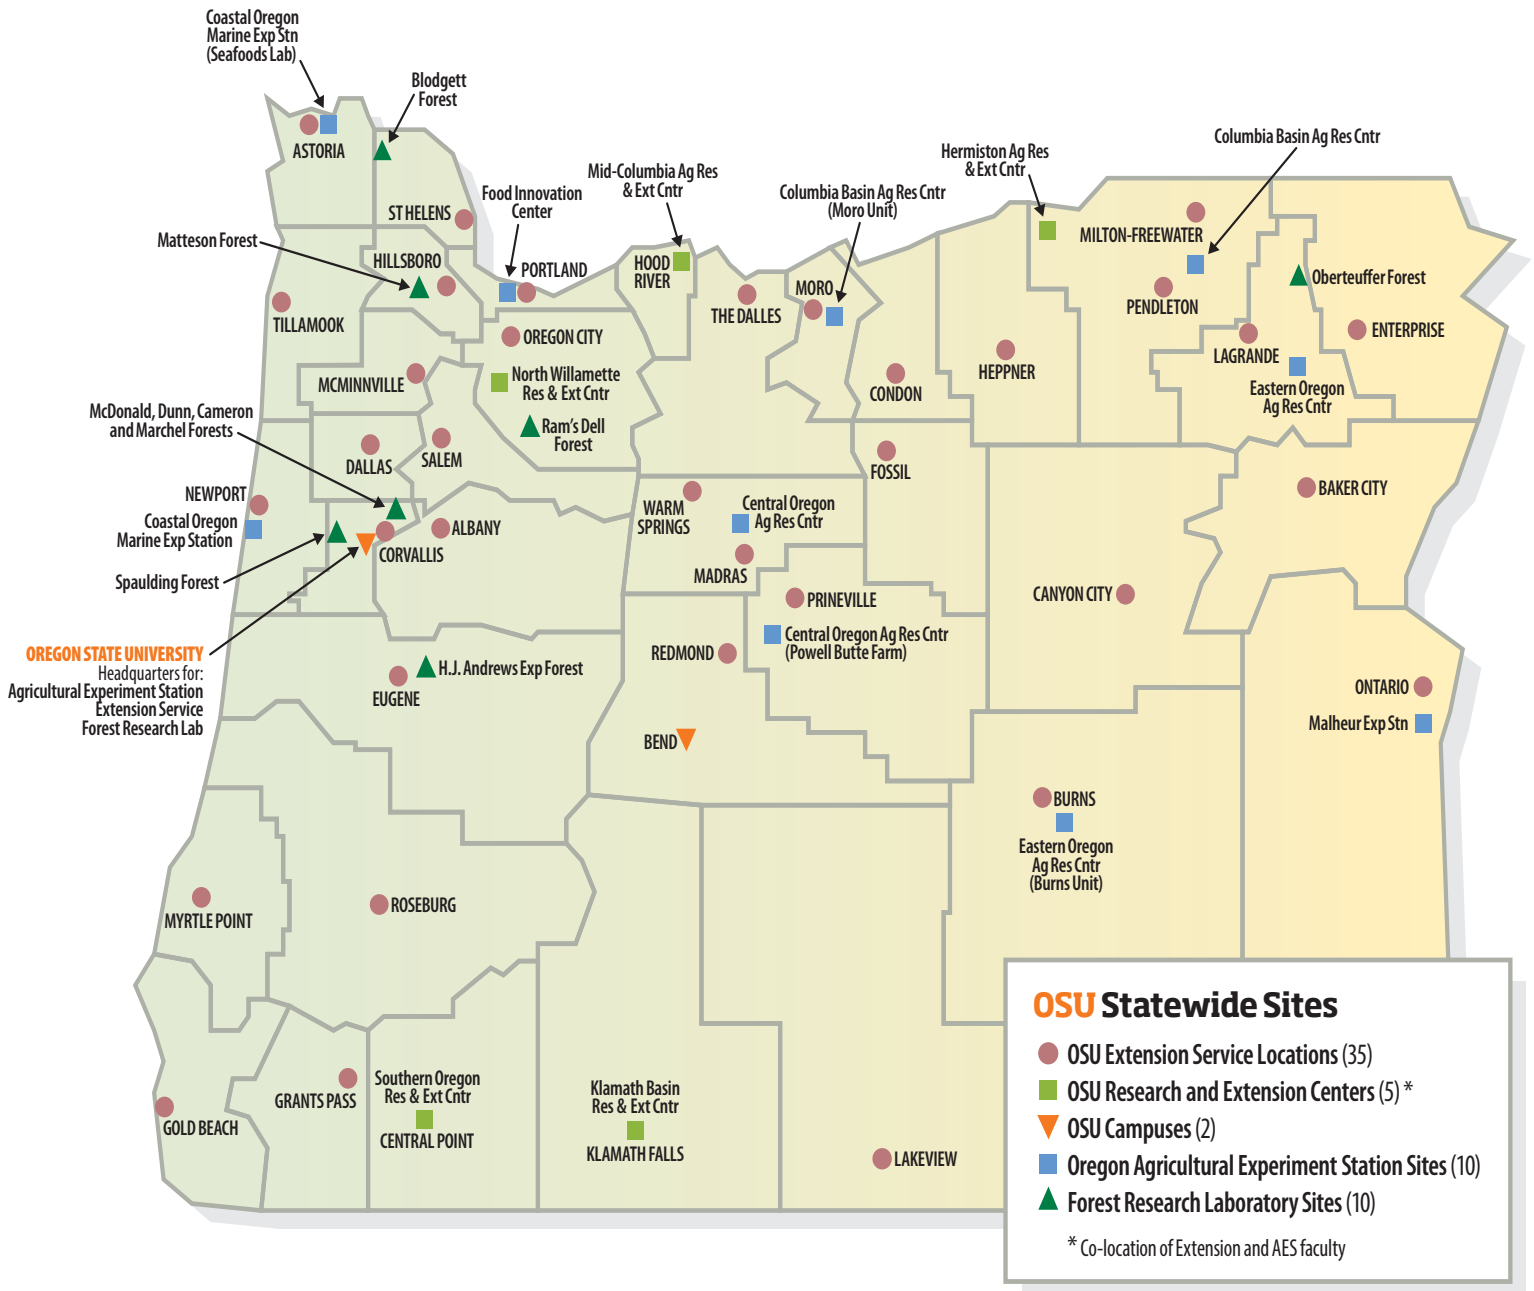 Coastal Oregon
Marine Exp Stn
(Seafoods Lab)
Blodgett
Forest
ASTORIA
ST HELENS
Food Innovation
Center
Mid-Columbia Ag Res
& Ext Cntr
Columbia Basin Ag Res Cntr
(Moro Unit)
Hermiston Ag Res
& Ext Cntr
Columbia Basin Ag Res Cntr
Matteson Forest
HILLSBORO
PORTLAND
HOOD
RIVER
MORO
MILTON-FREEWATER
Oberteuffer Forest
PENDLETON
TILLAMOOK
THE DALLES
OREGON CITY
ENTERPRISE
LAGRANDE
HEPPNER
CONDON
Eastern Oregon
Ag Res Cntr
MCMINNVILLE
North Willamette
Res & Ext Cntr
Ram's Dell
Forest
McDonald, Dunn, Cameron
and Marchel Forests
DALLAS
SALEM
FOSSIL
BAKER CITY
NEWPORT
Coastal Oregon
Marine Exp Station
ALBANY
CORVALLIS
WARM
SPRINGS
Central Oregon
Ag Res Cntr
MADRAS
Spaulding Forest
PRINEVILLE
CANYON CITY
Central Oregon Ag Res Cntr
(Powell Butte Farm)
REDMOND
OREGON STATE UNIVERSITY
Headquarters for:
Agricultural Experiment Station
Extension Service
Forest Research Lab
H.J. Andrews Exp Forest
EUGENE
BEND
ONTARIO
Malheur Exp Stn
BURNS
Eastern Oregon
Ag Res Cntr
(Burns Unit)
MYRTLE POINT
ROSEBURG
GOLD BEACH
GRANTS PASS
Southern Oregon
Res & Ext Cntr
CENTRAL POINT
Klamath Basin
Res & Ext Cntr
KLAMATH FALLS
LAKEVIEW
OSU Statewide Sites
OSU Extension Service Locations (35)
OSU Research and Extension Centers (5) *
OSU Campuses (2)
Oregon Agricultural Experiment Station Sites (10)
Forest Research Laboratory Sites (10)
* Co-location of Extension and AES faculty